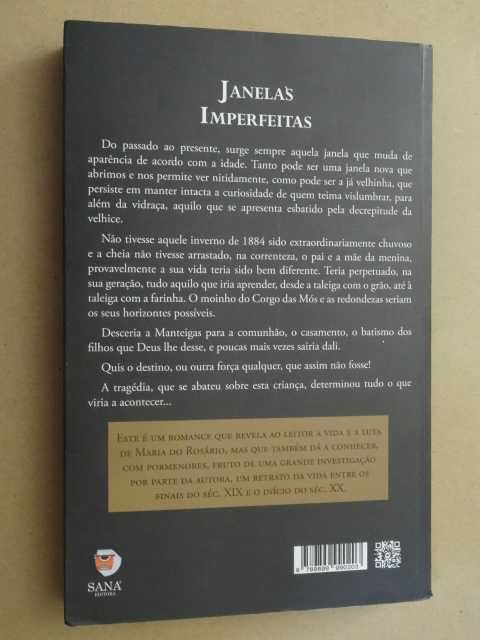 JANELAS
IMPERFEITAS
Do passado ao presente, surge sempre aquela janela que muda de
aparência de acordo com a idade. Tanto pode ser uma janela nova que
abrimos e nos permite ver nitidamente, como pode ser a já velhinha, que
persiste em manter intacta a curiosidade de quem teima vislumbrar, para
além da vidraça, aquilo que se apresenta esbatido pela decrepitude da
velhice.
Não tivesse aquele inverno de 1884 sido extraordinariamente chuvoso
e a cheia não tivesse arrastado, na correnteza, o pai e a mãe da menina,
provavelmente a sua vida teria sido bem diferente. Teria perpetuado, na
sua geração, tudo aquilo que iria aprender, desde a taleiga com o grão, até à
taleiga com a farinha. O moinho do Corgo das Mós e as redondezas seriam
os seus horizontes possíveis.
Desceria a Manteigas para a comunhão, o casamento, o batismo dos
filhos que Deus lhe desse, e poucas mais vezes sairia dali.
Quis o destino, ou outra força qualquer, que assim não fosse!
A tragédia, que se abateu sobre esta criança, determinou tudo o que
viria a acontecer...
ESTE É UM ROMANCE QUE REVELA AO LEITOR A VIDA E A LUTA
DE MARIA DO ROSÁRIO, MAS QUE TAMBÉM DÁ A CONHECER,
COM PORMENORES, FRUTO DE UMA GRANDE INVESTIGAÇÃO
POR PARTE DA AUTORA, UM RETRATO DA VIDA ENTRE OS
FINAIS DO SÉC. XIX E O INÍCIO DO SÉC. XX.
SANA
EDITORA
9 789899 990203